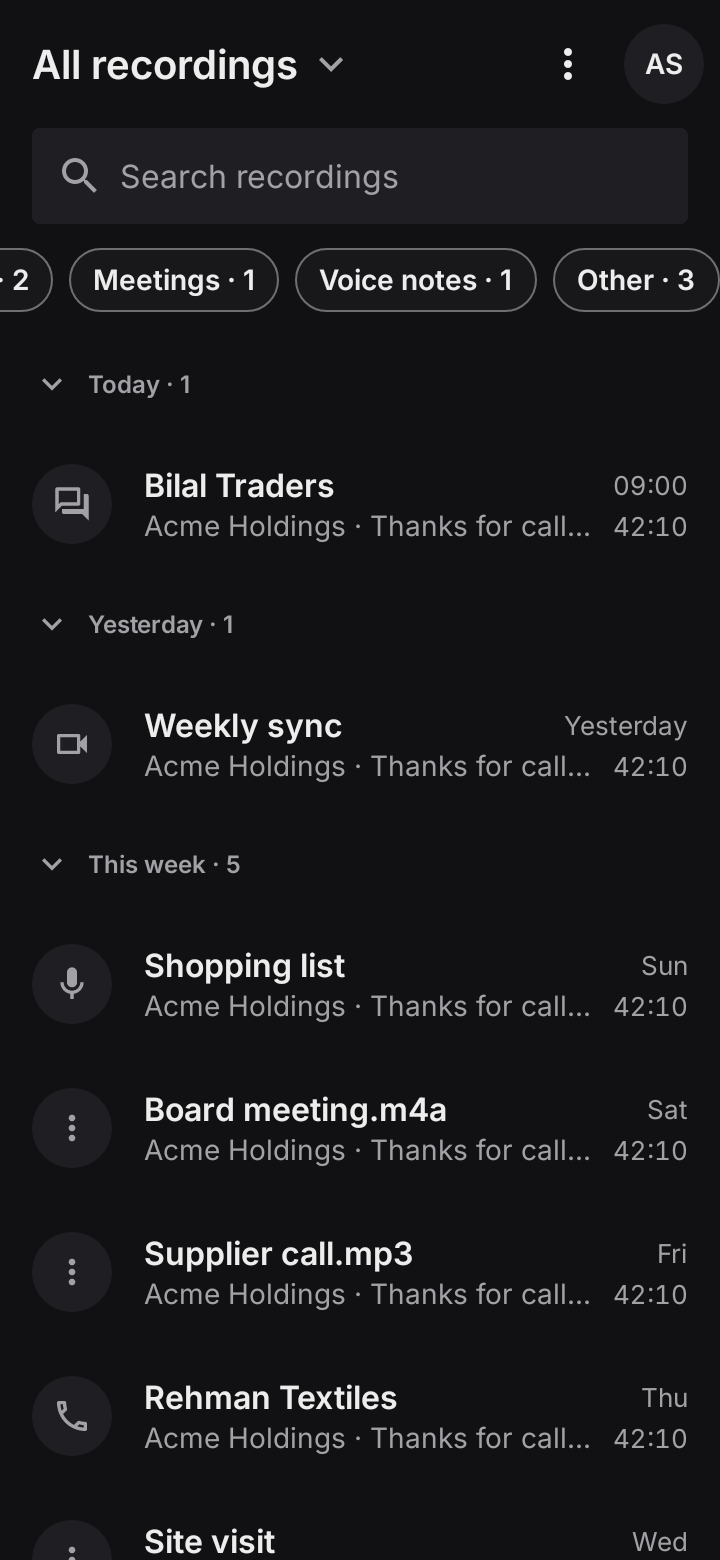 All recordings
AS
Search recordings
· 2
Meetings · 1
Voice notes · 1
Other · 3
Today · 1
Bilal Traders 09:00
Acme Holdings · Thanks for call... 42:10
Yesterday · 1
Weekly sync Yesterday
Acme Holdings · Thanks for call... 42:10
This week · 5
Shopping list Sun
Acme Holdings · Thanks for call... 42:10
Board meeting.m4a Sat
Acme Holdings · Thanks for call... 42:10
Supplier call.mp3 Fri
Acme Holdings · Thanks for call... 42:10
Rehman Textiles Thu
Acme Holdings · Thanks for call... 42:10
Site visit Wed